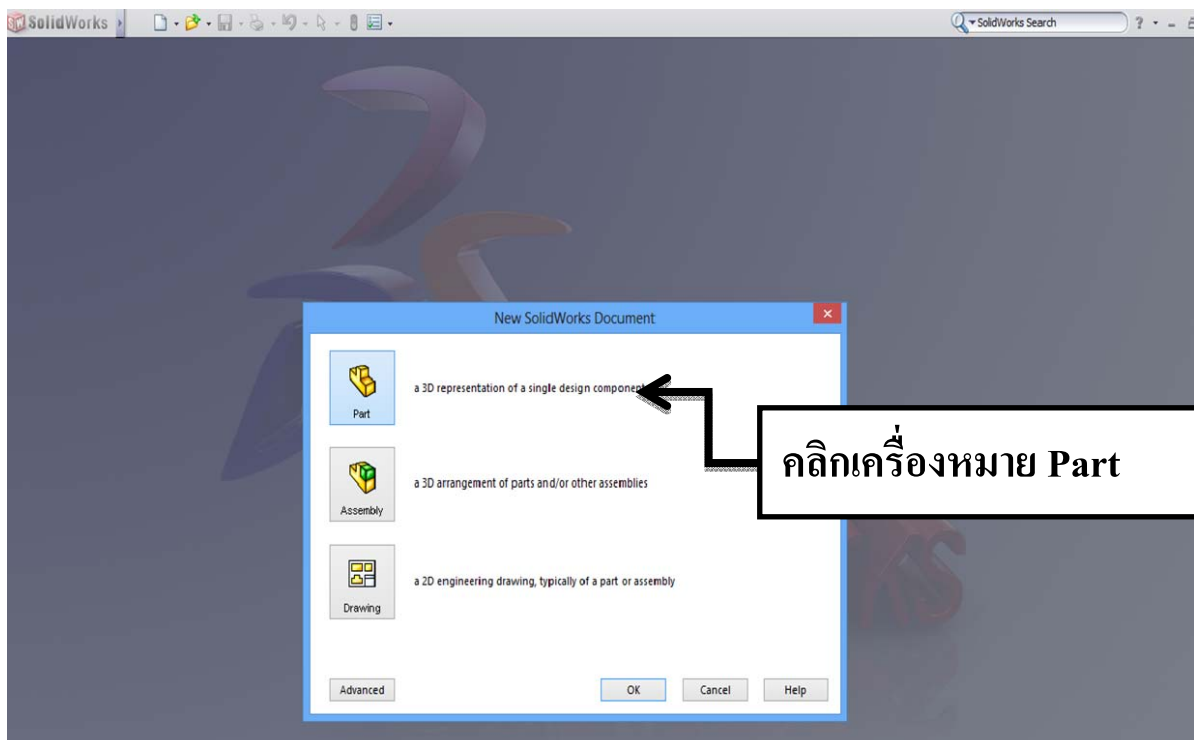 SolidWorks
SolidWorks Search
New SolidWorks Document
Part
a 3D representation of a single design component
คลิกเครื่องหมาย Part
Assembly
a 3D arrangement of parts and/or other assemblies
Drawing
a 2D engineering drawing, typically of a part or assembly
Advanced
OK
Cancel
Help